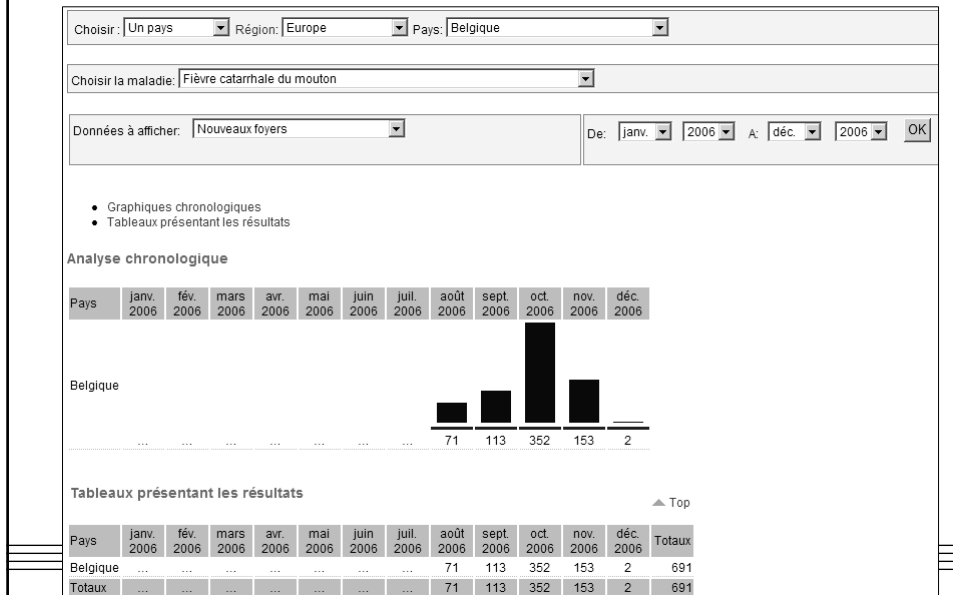 Choisir : Un pays Région: Europe Pays: Belgique
Choisir la maladie: Fièvre catarrhale du mouton
Données à afficher: Nouveaux foyers De: janv. 2006 A: déc. 2006 OK
Graphiques chronologiques
Tableaux présentant les résultats
Analyse chronologique
Pays janv. 2006 fév. 2006 mars 2006 avr. 2006 mai 2006 juin 2006 juil. 2006 août 2006 sept. 2006 oct. 2006 nov. 2006 déc. 2006
Belgique
... ... ... ... ... ... ... 71 113 352 153 2
Tableaux présentant les résultats
Top
Pays janv. 2006 fév. 2006 mars 2006 avr. 2006 mai 2006 juin 2006 juil. 2006 août 2006 sept. 2006 oct. 2006 nov. 2006 déc. 2006 Totaux
Belgique ... ... ... ... ... ... ... 71 113 352 153 2 691
Totaux ... ... ... ... ... ... ... 71 113 352 153 2 691